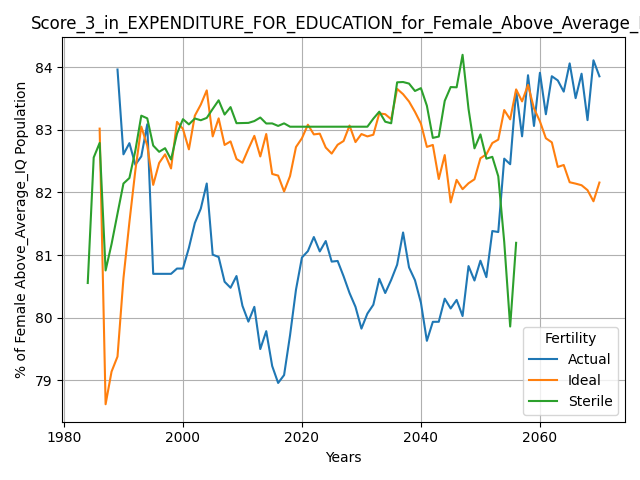 Score_3_in_EXPENDITURE_FOR_EDUCATION_for_Female_Above_Average_
% of Female Above_Average_IQ Population
84
83
82
81
80
79
1980
2000
2020
2040
2060
Years
Fertility
Actual
Ideal
Sterile